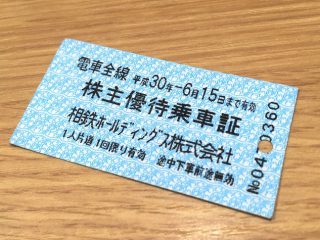 電車全線 平成30年-6月15日まで有効
株主優待乗車証
相鉄ホールディングス株式会社
1人片道1回限り有効 途中下車前途無効
№04-0360